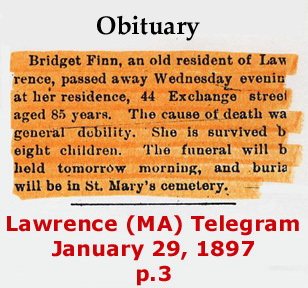 Obituary
Bridget Finn, an old resident of Law
rence, passed away Wednesday evenin
at her residence, 44 Exchange street
aged 85 years. The cause of death wa
general debility. She is survived b
eight children. The funeral will b
held tomorrow morning, and buria
will be in St. Mary's cemetery.
Lawrence (MA) Telegram
January 29, 1897
p.3